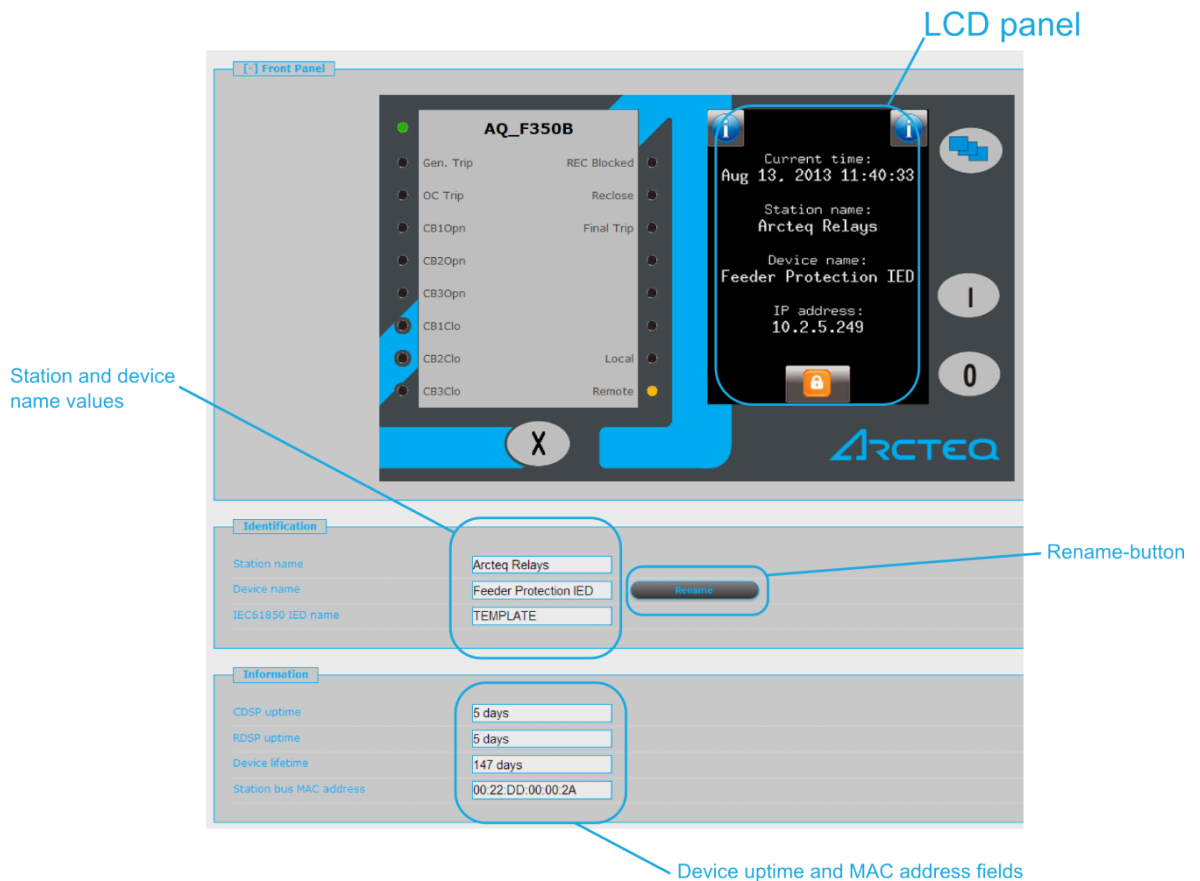 LCD panel
[-] Front Panel
AQ_F350B
Gen. Trip REC Blocked
OC Trip Reclose
CB1Opn Final Trip
CB2Opn
CB3Opn
CB1Clo
CB2Clo Local
CB3Clo Remote
X
i i
Current time:
Aug 13, 2013 11:40:33
Station name:
Arcteq Relays
Device name:
Feeder Protection IED
IP address:
10.2.5.249
I
0
ARCTEQ
Station and device
name values
Identification
Station name Arcteq Relays
Device name Feeder Protection IED Rename
IEC61850 IED name TEMPLATE
Rename-button
Information
CDSP uptime 5 days
RDSP uptime 5 days
Device lifetime 147 days
Station bus MAC address 00:22:DD:00:00:2A
Device uptime and MAC address fields